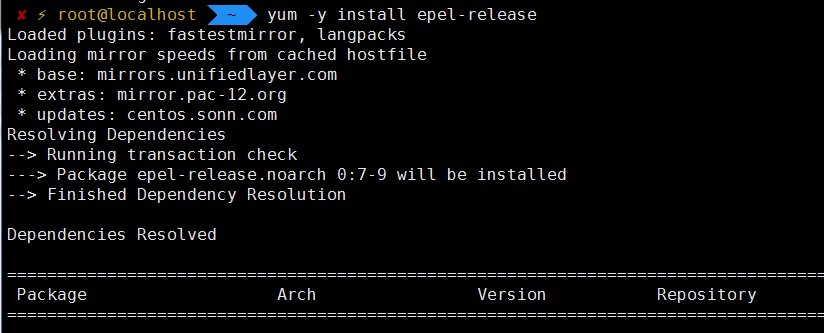 ✘ ⚡ root@localhost ~ yum -y install epel-release
Loaded plugins: fastestmirror, langpacks
Loading mirror speeds from cached hostfile
 * base: mirrors.unifiedlayer.com
 * extras: mirror.pac-12.org
 * updates: centos.sonn.com
Resolving Dependencies
--> Running transaction check
---> Package epel-release.noarch 0:7-9 will be installed
--> Finished Dependency Resolution

Dependencies Resolved

================================================================================
 Package                   Arch                Version           Repository
================================================================================